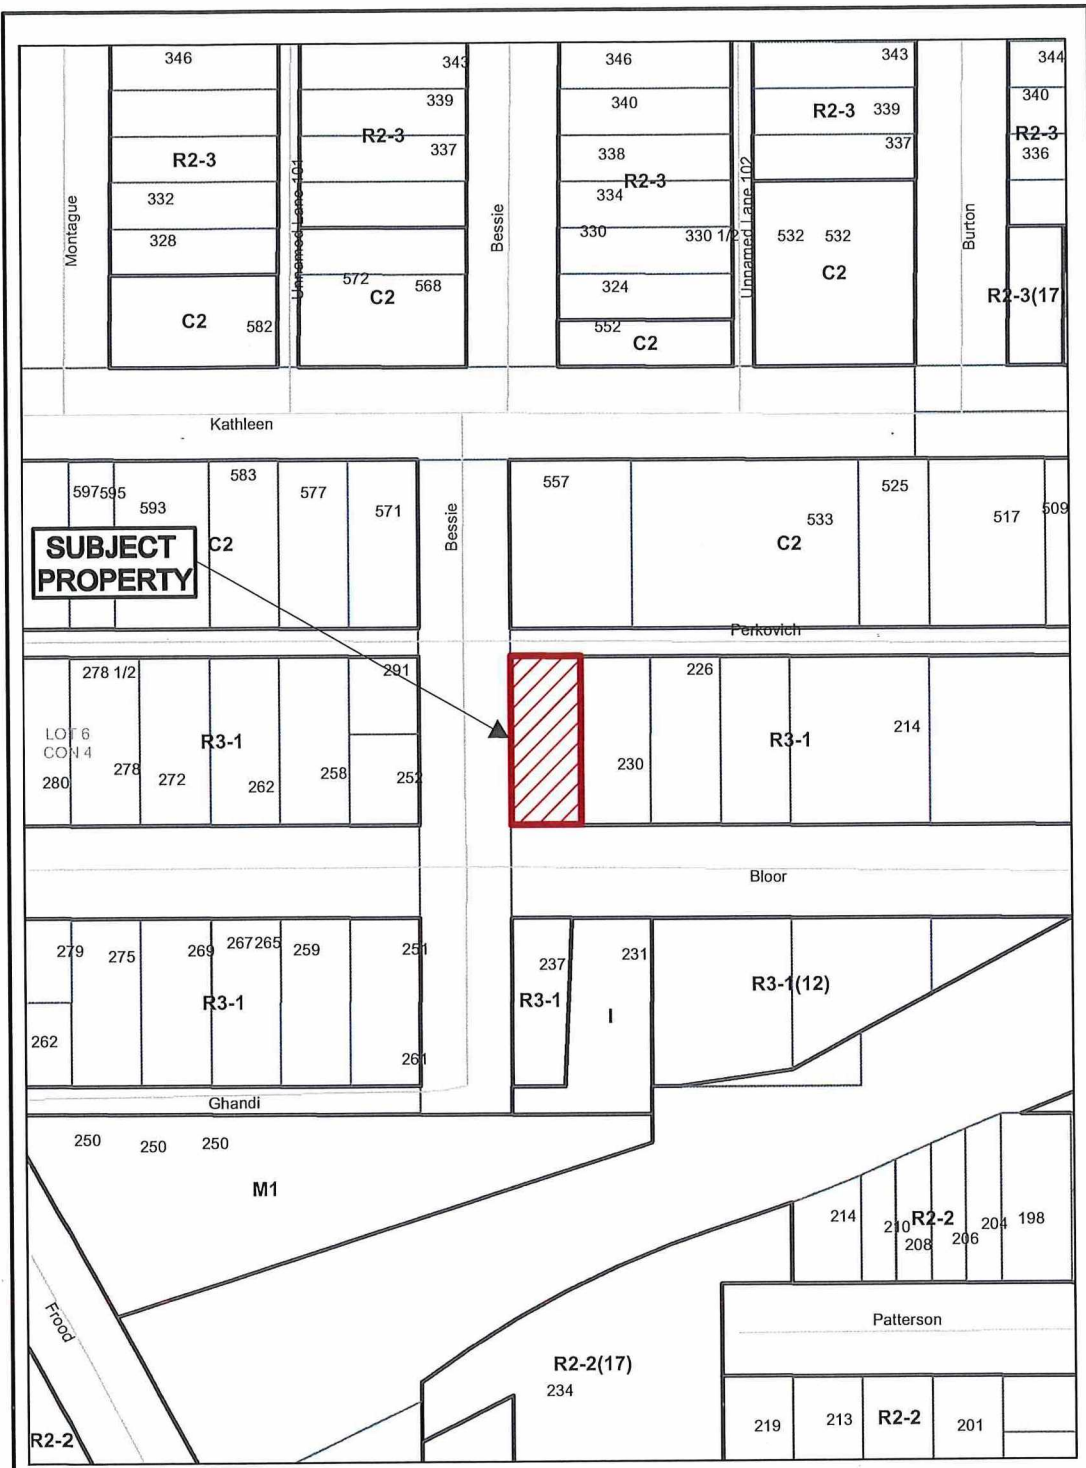 346
343
346
343
344
339
340
R2-3
339
340
R2-3
R2-3
R2-3
337
338
337
336
R2-3
332
334
328
330
330 1/2
532
532
Montague
Unnamed Lane 101
Bessie
Unnamed Lane 102
Burton
572
568
324
C2
C2
R2-3(17
C2
582
552
C2
Kathleen
597
595
593
583
577
571
557
533
525
517
509
SUBJECT
PROPERTY
C2
Bessie
C2
Perkovich
278 1/2
291
226
LOT 6
CON 4
R3-1
R3-1
214
280
278
272
262
258
252
230
Bloor
279
275
269
267
265
259
251
237
231
R3-1
R3-1
I
R3-1(12)
262
261
Ghandi
250
250
250
M1
214
210
R2-2
208
206
204
198
Frood
Patterson
R2-2(17)
234
R2-2
219
213
R2-2
201